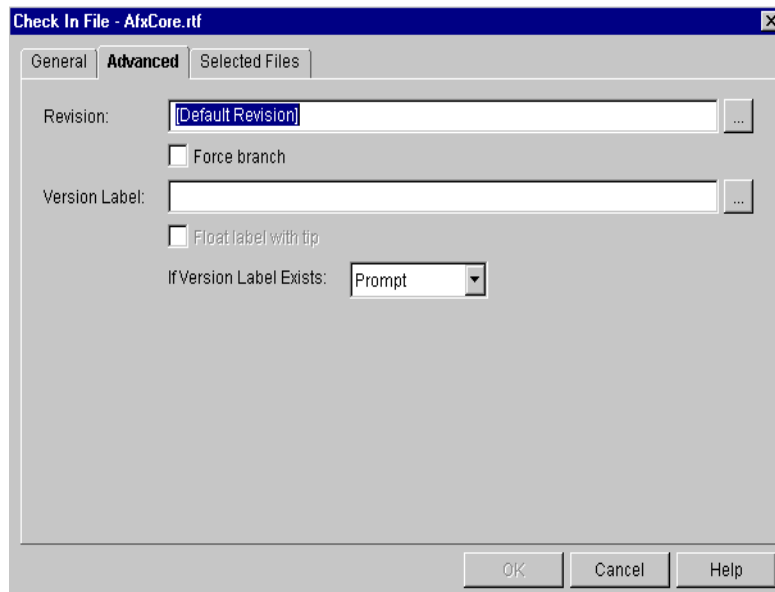 Check In File - AfxCore.rtf
General Advanced Selected Files
Revision: [Default Revision] ...
Force branch
Version Label: ...
Float label with tip
If Version Label Exists: Prompt
OK Cancel Help